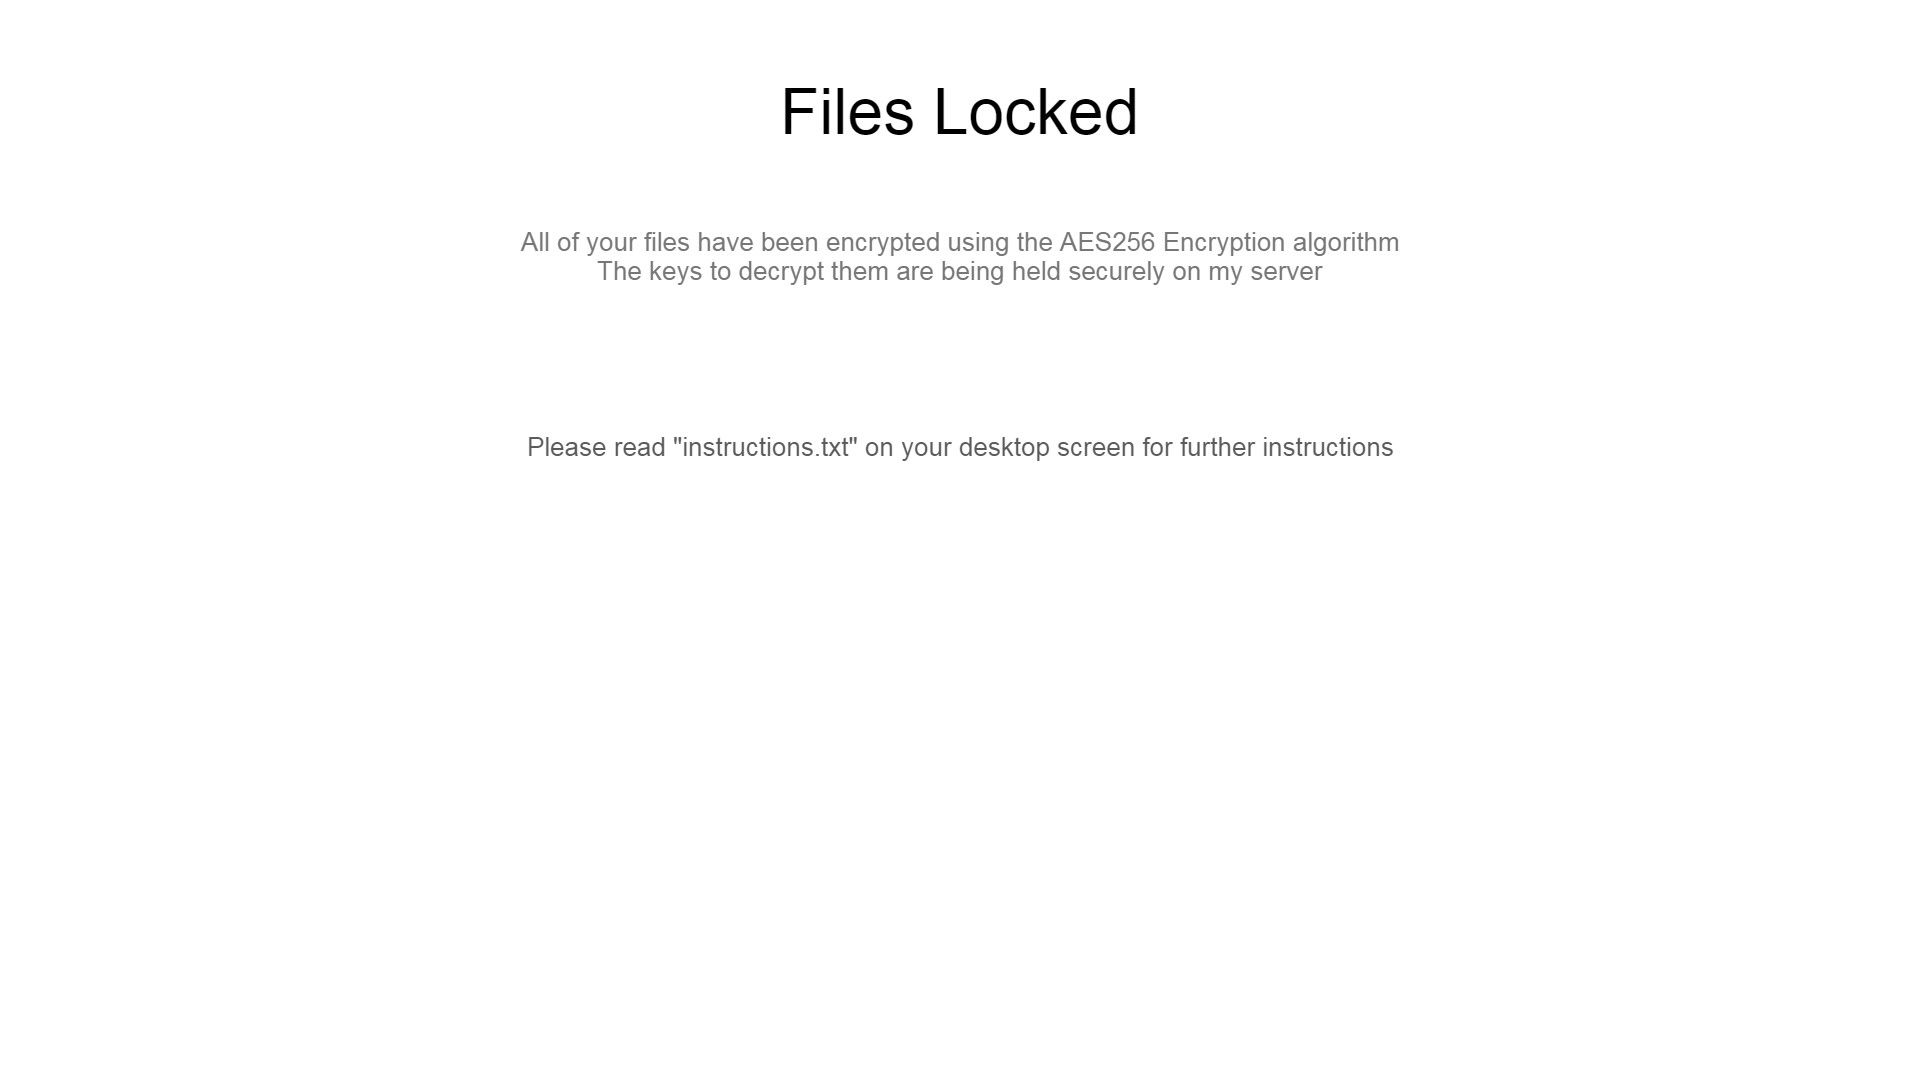 Files Locked
All of your files have been encrypted using the AES256 Encryption algorithm
The keys to decrypt them are being held securely on my server
Please read "instructions.txt" on your desktop screen for further instructions